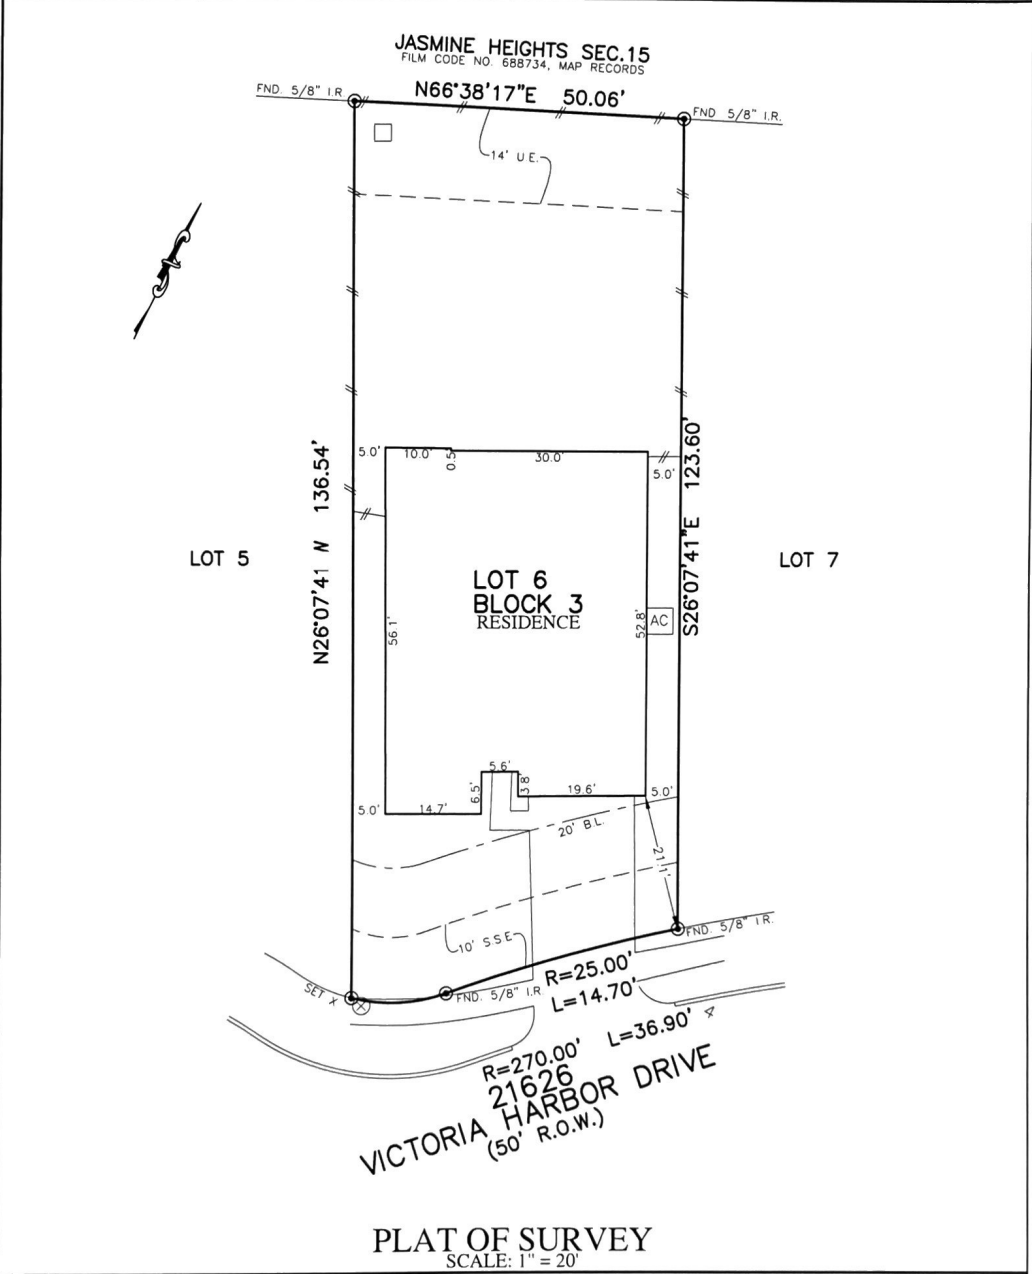 JASMINE HEIGHTS SEC.15
FILM CODE NO. 688734, MAP RECORDS
FND. 5/8" I.R.
N66°38'17"E 50.06'
FND 5/8" I.R.
14' U.E.
N26°07'41 N 136.54'
S26°07'41"E 123.60'
5.0'
10.0'
0.5
30.0'
5.0'
LOT 5
LOT 7
LOT 6
BLOCK 3
RESIDENCE
56.1'
52.8'
AC
5.6'
6.5'
3.8
19.6'
5.0'
5.0'
14.7'
20' B.L.
21.1'
10' S.S.E.
FND. 5/8" I.R.
SET X
FND. 5/8" I.R.
R=25.00'
L=14.70'
R=270.00' L=36.90'
4
21626
VICTORIA HARBOR DRIVE
(50' R.O.W.)
PLAT OF SURVEY
SCALE: 1" = 20'